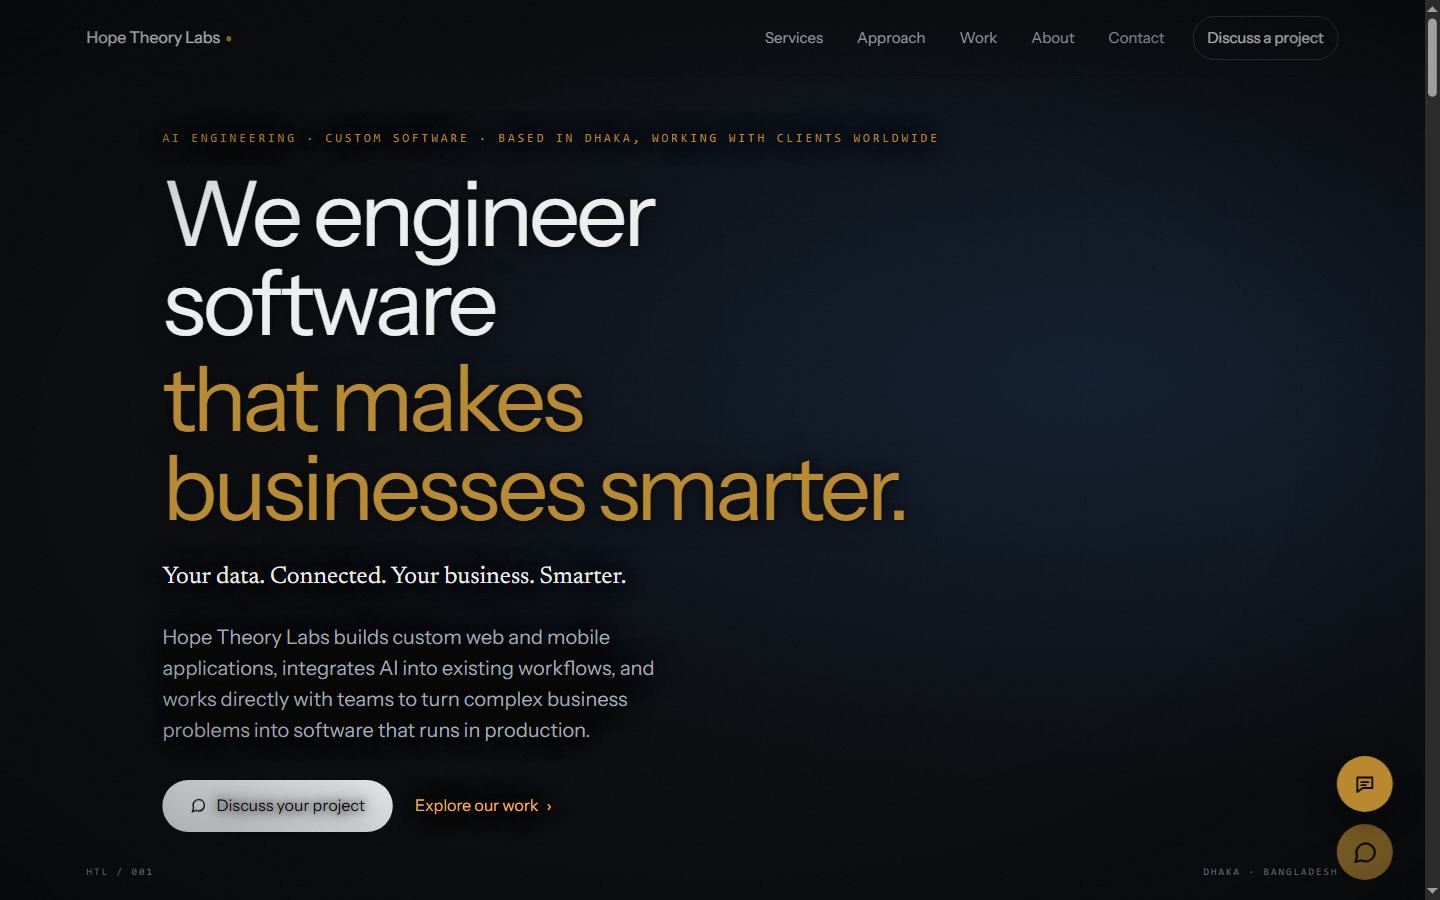 Hope Theory Labs
Services Approach Work About Contact Discuss a project
AI ENGINEERING · CUSTOM SOFTWARE · BASED IN DHAKA, WORKING WITH CLIENTS WORLDWIDE
We engineer
software
that makes
businesses smarter.
Your data. Connected. Your business. Smarter.
Hope Theory Labs builds custom web and mobile
applications, integrates AI into existing workflows, and
works directly with teams to turn complex business
problems into software that runs in production.
Discuss your project Explore our work ›
HTL / 001 DHAKA · BANGLADESH